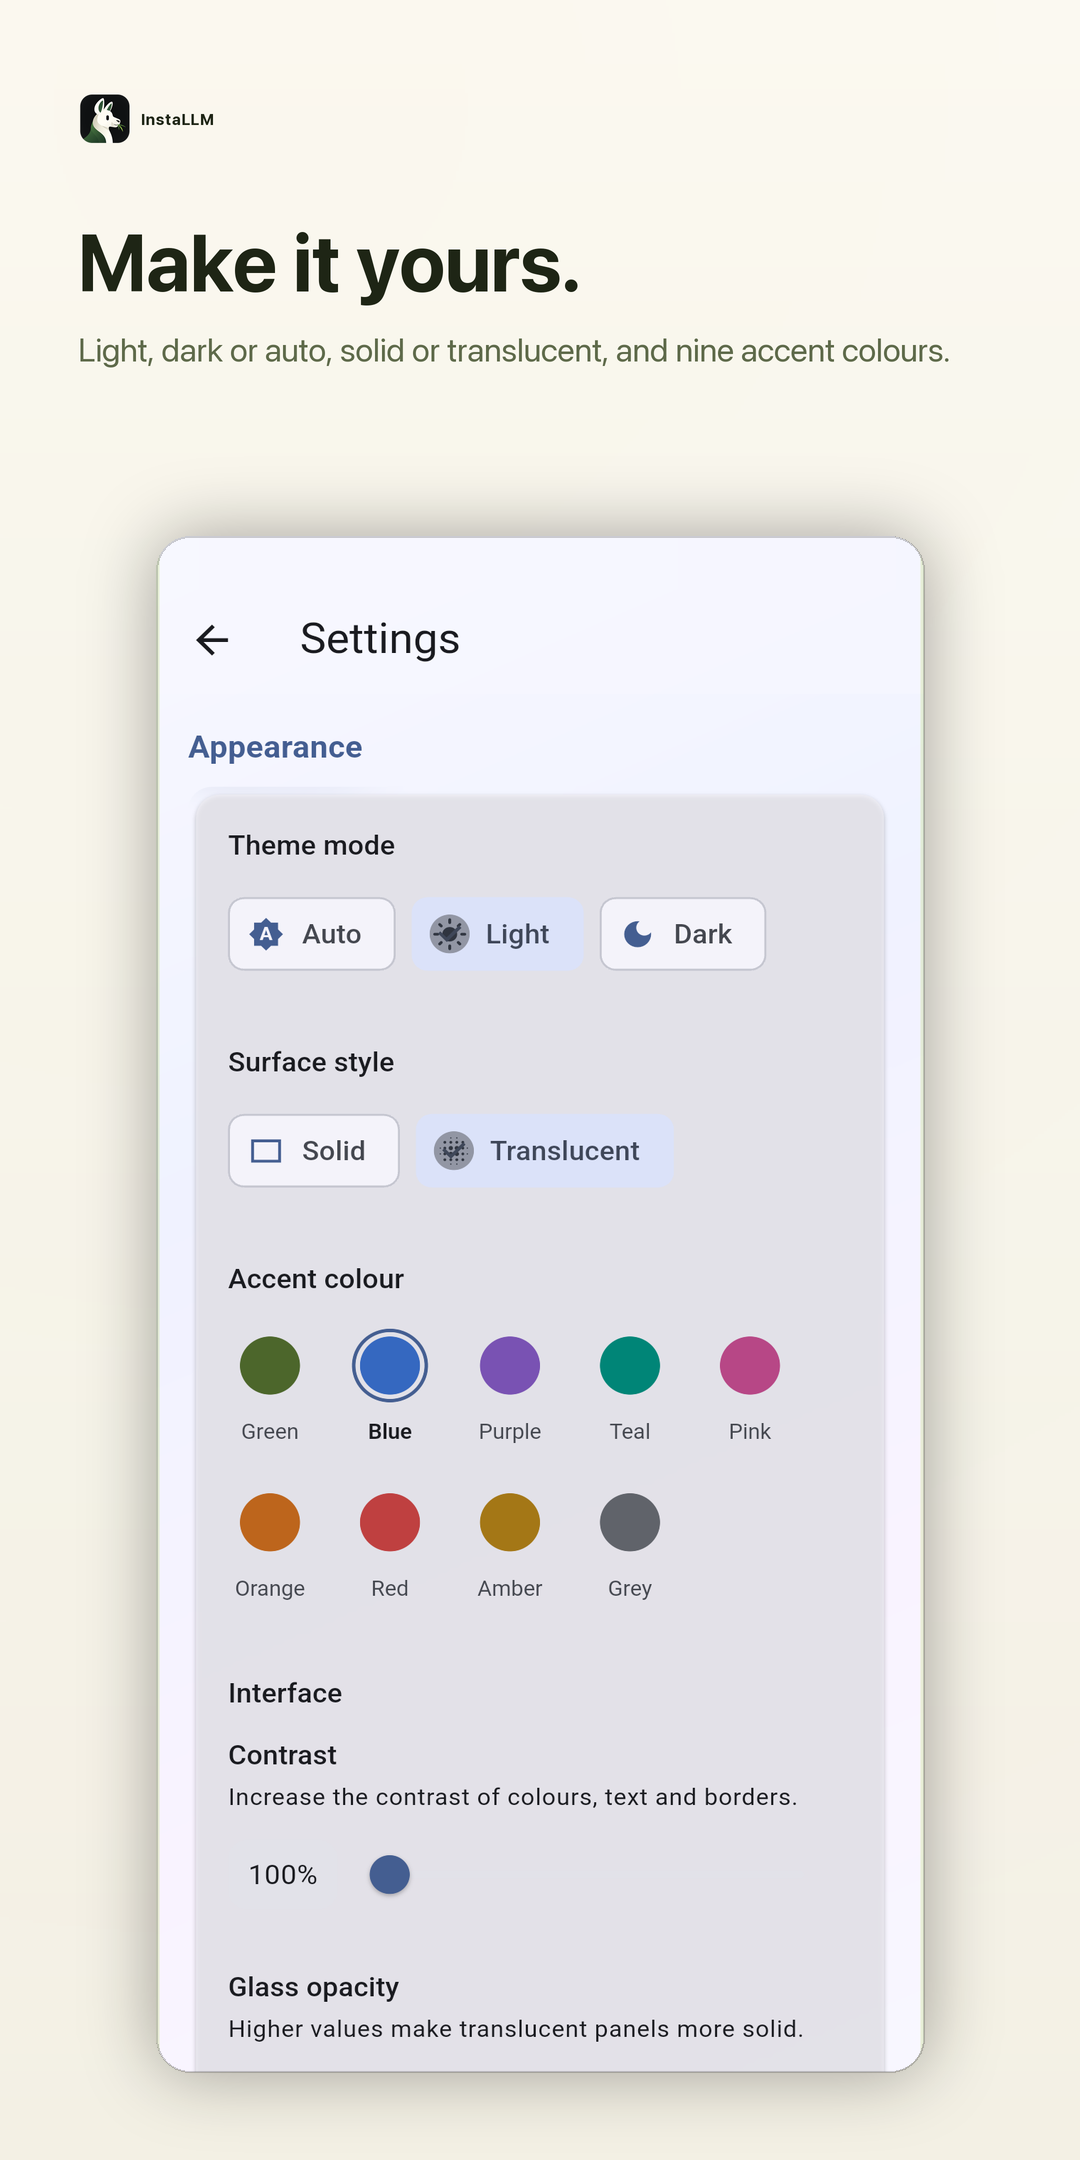 InstaLLM
Make it yours.
Light, dark or auto, solid or translucent, and nine accent colours.
Settings
Appearance
Theme mode
A Auto Light Dark
Surface style
Solid Translucent
Accent colour
Green Blue Purple Teal Pink
Orange Red Amber Grey
Interface
Contrast
Increase the contrast of colours, text and borders.
100%
Glass opacity
Higher values make translucent panels more solid.